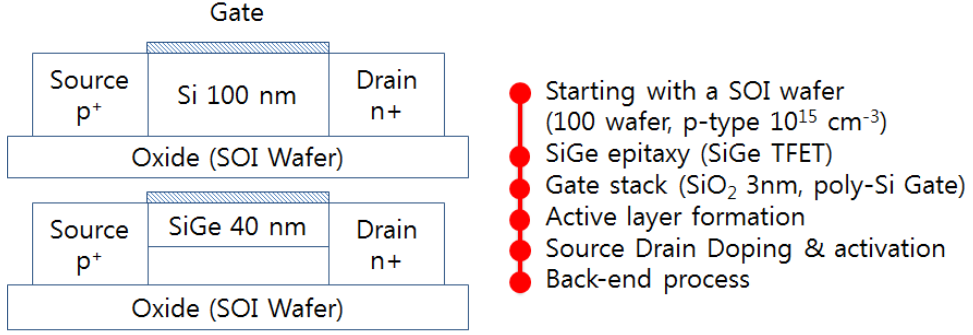 Gate
Source
p⁺
Si 100 nm
Drain
n+
Oxide (SOI Wafer)
Source
p⁺
SiGe 40 nm
Drain
n+
Oxide (SOI Wafer)
Starting with a SOI wafer
(100 wafer, p-type 10¹⁵ cm⁻³)
SiGe epitaxy (SiGe TFET)
Gate stack (SiO₂ 3nm, poly-Si Gate)
Active layer formation
Source Drain Doping & activation
Back-end process